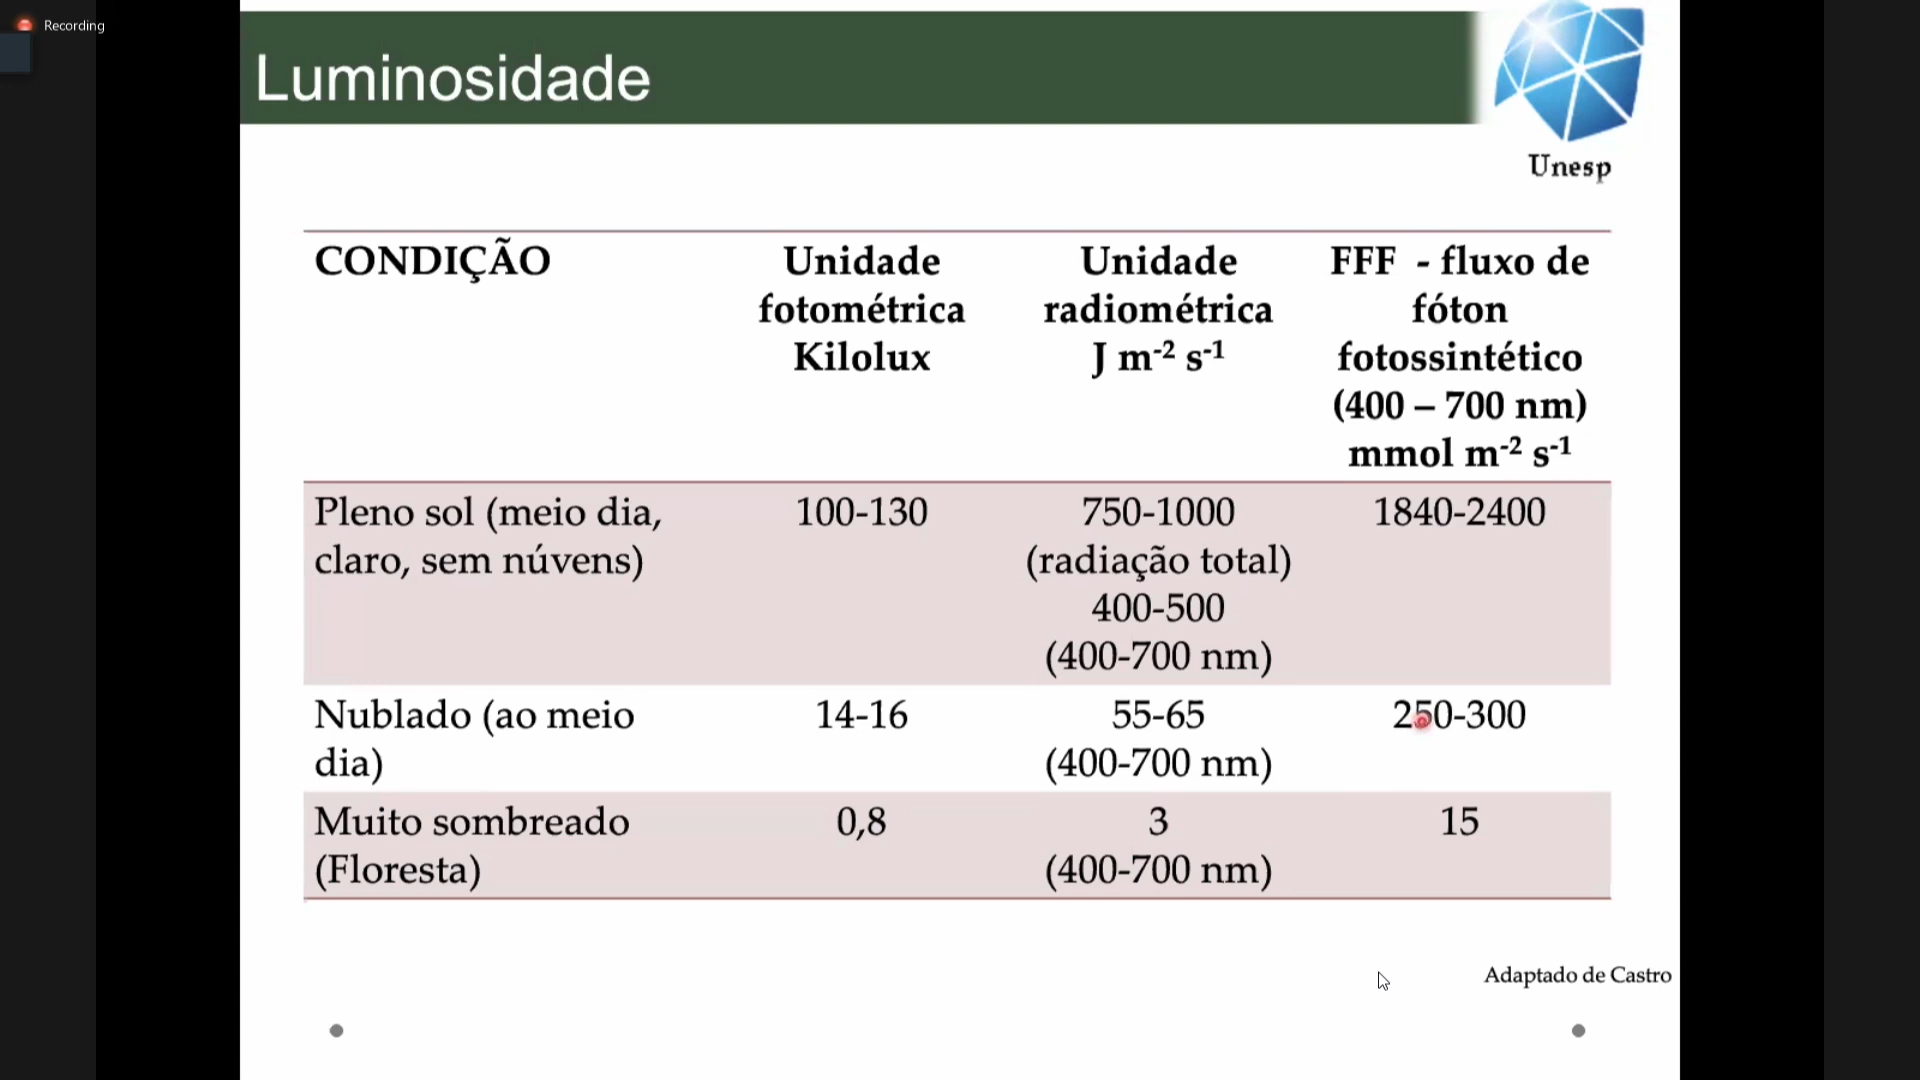 Recording
Luminosidade
Unesp
CONDIÇÃO
Unidade
fotométrica
Kilolux
Unidade
radiométrica
J m⁻² s⁻¹
FFF - fluxo de
fóton
fotossintético
(400 – 700 nm)
mmol m⁻² s⁻¹
Pleno sol (meio dia,
claro, sem núvens)
100-130
750-1000
(radiação total)
400-500
(400-700 nm)
1840-2400
Nublado (ao meio
dia)
14-16
55-65
(400-700 nm)
250-300
Muito sombreado
(Floresta)
0,8
3
(400-700 nm)
15
Adaptado de Castro